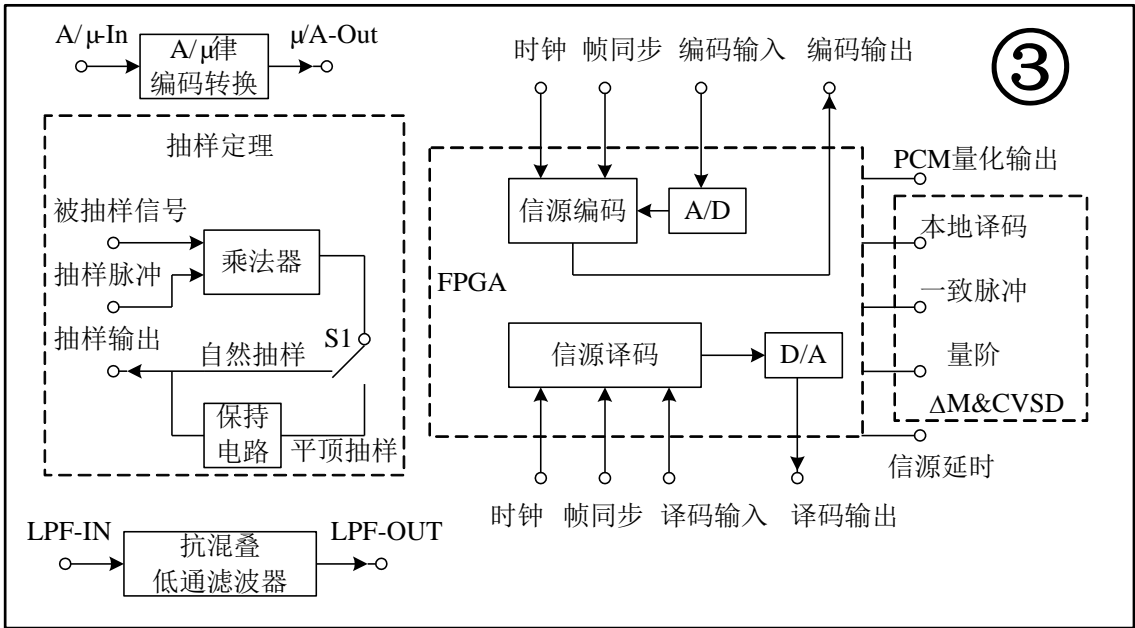 A/μ-In
A/μ律
编码转换
μ/A-Out
抽样定理
被抽样信号
抽样脉冲
抽样输出
乘法器
S1
自然抽样
保持
电路
平顶抽样
LPF-IN
抗混叠
低通滤波器
LPF-OUT
时钟
帧同步
编码输入
编码输出
③
信源编码
A/D
FPGA
信源译码
D/A
时钟
帧同步
译码输入
译码输出
PCM量化输出
本地译码
一致脉冲
量阶
ΔM&CVSD
信源延时